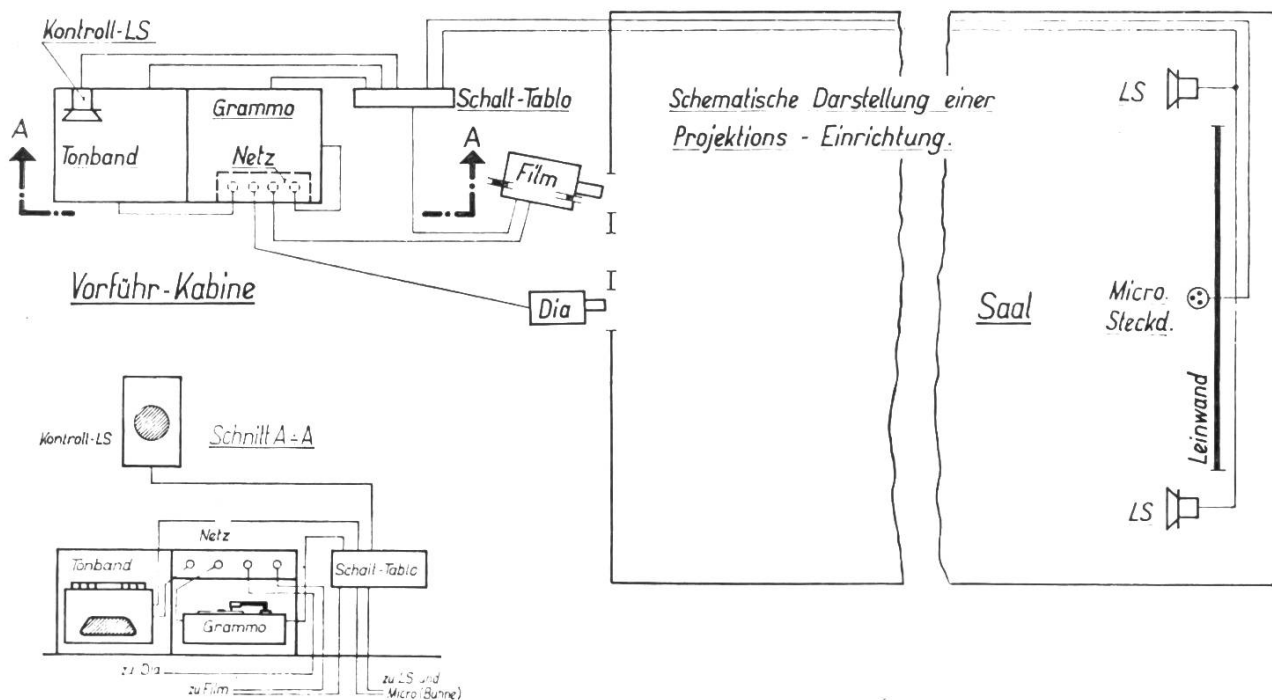 Kontroll-LS
Grammo
A
Tonband
Netz
Schalt-Tablo
A
Film
Schematische Darstellung einer
Projektions - Einrichtung.
LS
Vorführ-Kabine
Dia
Saal
Micro.
Steckd.
Leinwand
LS
Kontroll-LS
Schnitt A-A
Netz
Tonband
Schalt-Tablo
Grammo
zu Dia
zu Film
zu LS und
Micro (Bühne)